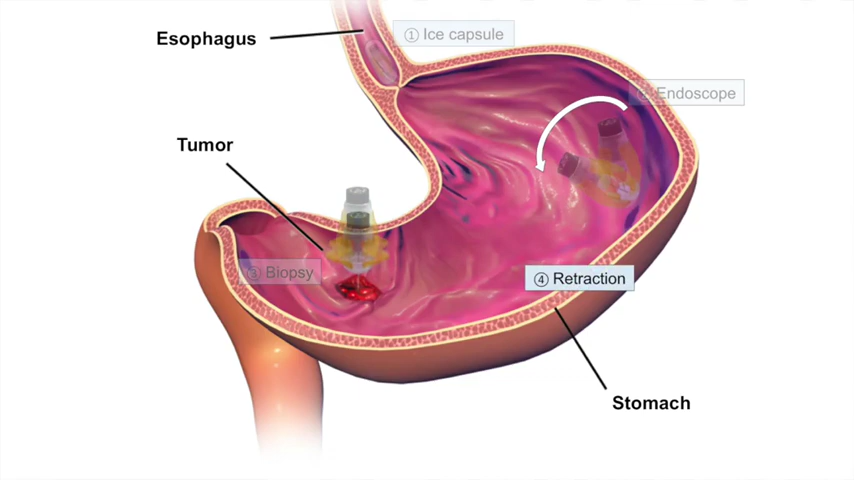 ① Ice capsule
Esophagus
② Endoscope
Tumor
③ Biopsy
④ Retraction
Stomach